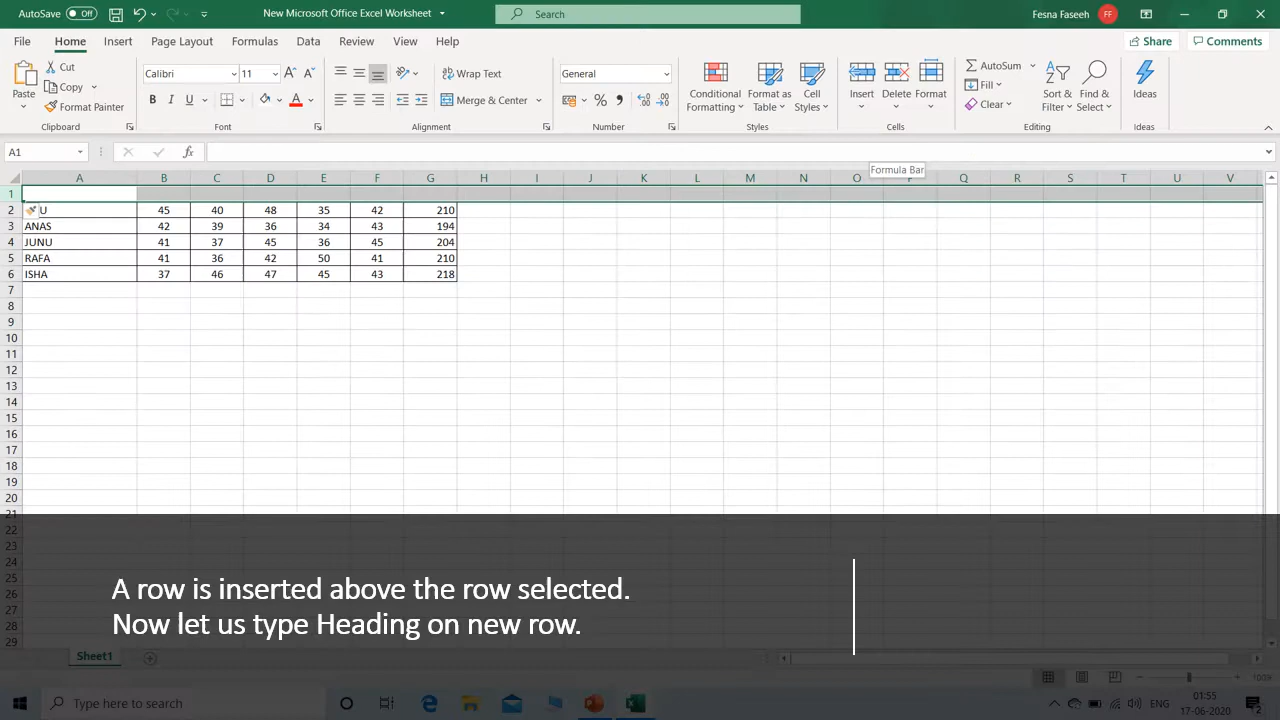 AutoSave Off New Microsoft Office Excel Worksheet Search Fesna Faseeh FF
File Home Insert Page Layout Formulas Data Review View Help Share Comments
Paste Cut Copy Format Painter Clipboard
Calibri 11 B I U A A A Font
Wrap Text Merge & Center Alignment
General % , Number
Conditional Formatting Format as Table Cell Styles Styles
Insert Delete Format Cells
AutoSum Fill Clear Sort & Filter Find & Select Editing
Ideas Ideas
A1 fx Formula Bar
A B C D E F G H I J K L M N O P Q R S T U V
1
2 U 45 40 48 35 42 210
3 ANAS 42 39 36 34 43 194
4 JUNU 41 37 45 36 45 204
5 RAFA 41 36 42 50 41 210
6 ISHA 37 46 47 45 43 218
7
8
9
10
11
12
13
14
15
16
17
18
19
20
21
22
23
24
25
26
27
28
29
A row is inserted above the row selected.
Now let us type Heading on new row.
Sheet1
100%
Type here to search ENG 01:55
17-06-2020 2